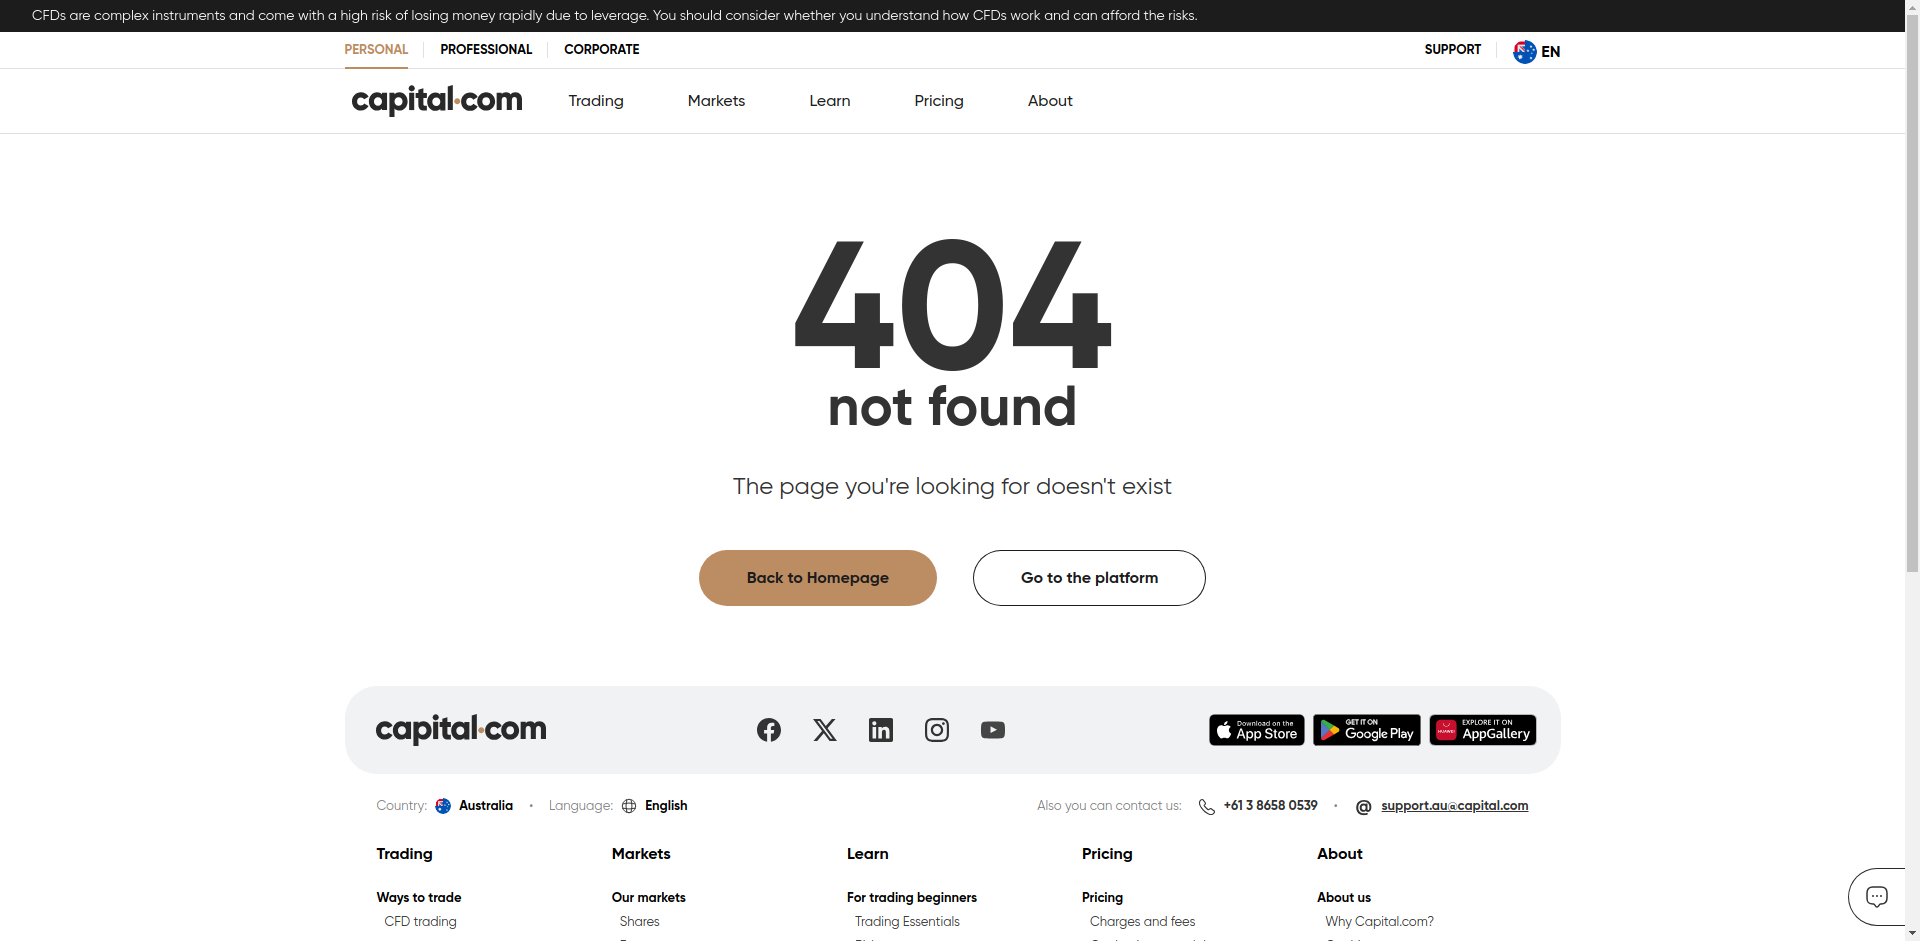 CFDs are complex instruments and come with a high risk of losing money rapidly due to leverage. You should consider whether you understand how CFDs work and can afford the risks.
PERSONAL PROFESSIONAL CORPORATE SUPPORT EN
capital.com Trading Markets Learn Pricing About
404
not found
The page you're looking for doesn't exist
Back to Homepage Go to the platform
capital.com Download on the App Store GET IT ON Google Play HUAWEI EXPLORE IT ON AppGallery
Country: Australia • Language: English Also you can contact us: +61 3 8658 0539 • @ support.au@capital.com
Trading Markets Learn Pricing About
Ways to trade Our markets For trading beginners Pricing About us
CFD trading Shares Trading Essentials Charges and fees Why Capital.com?